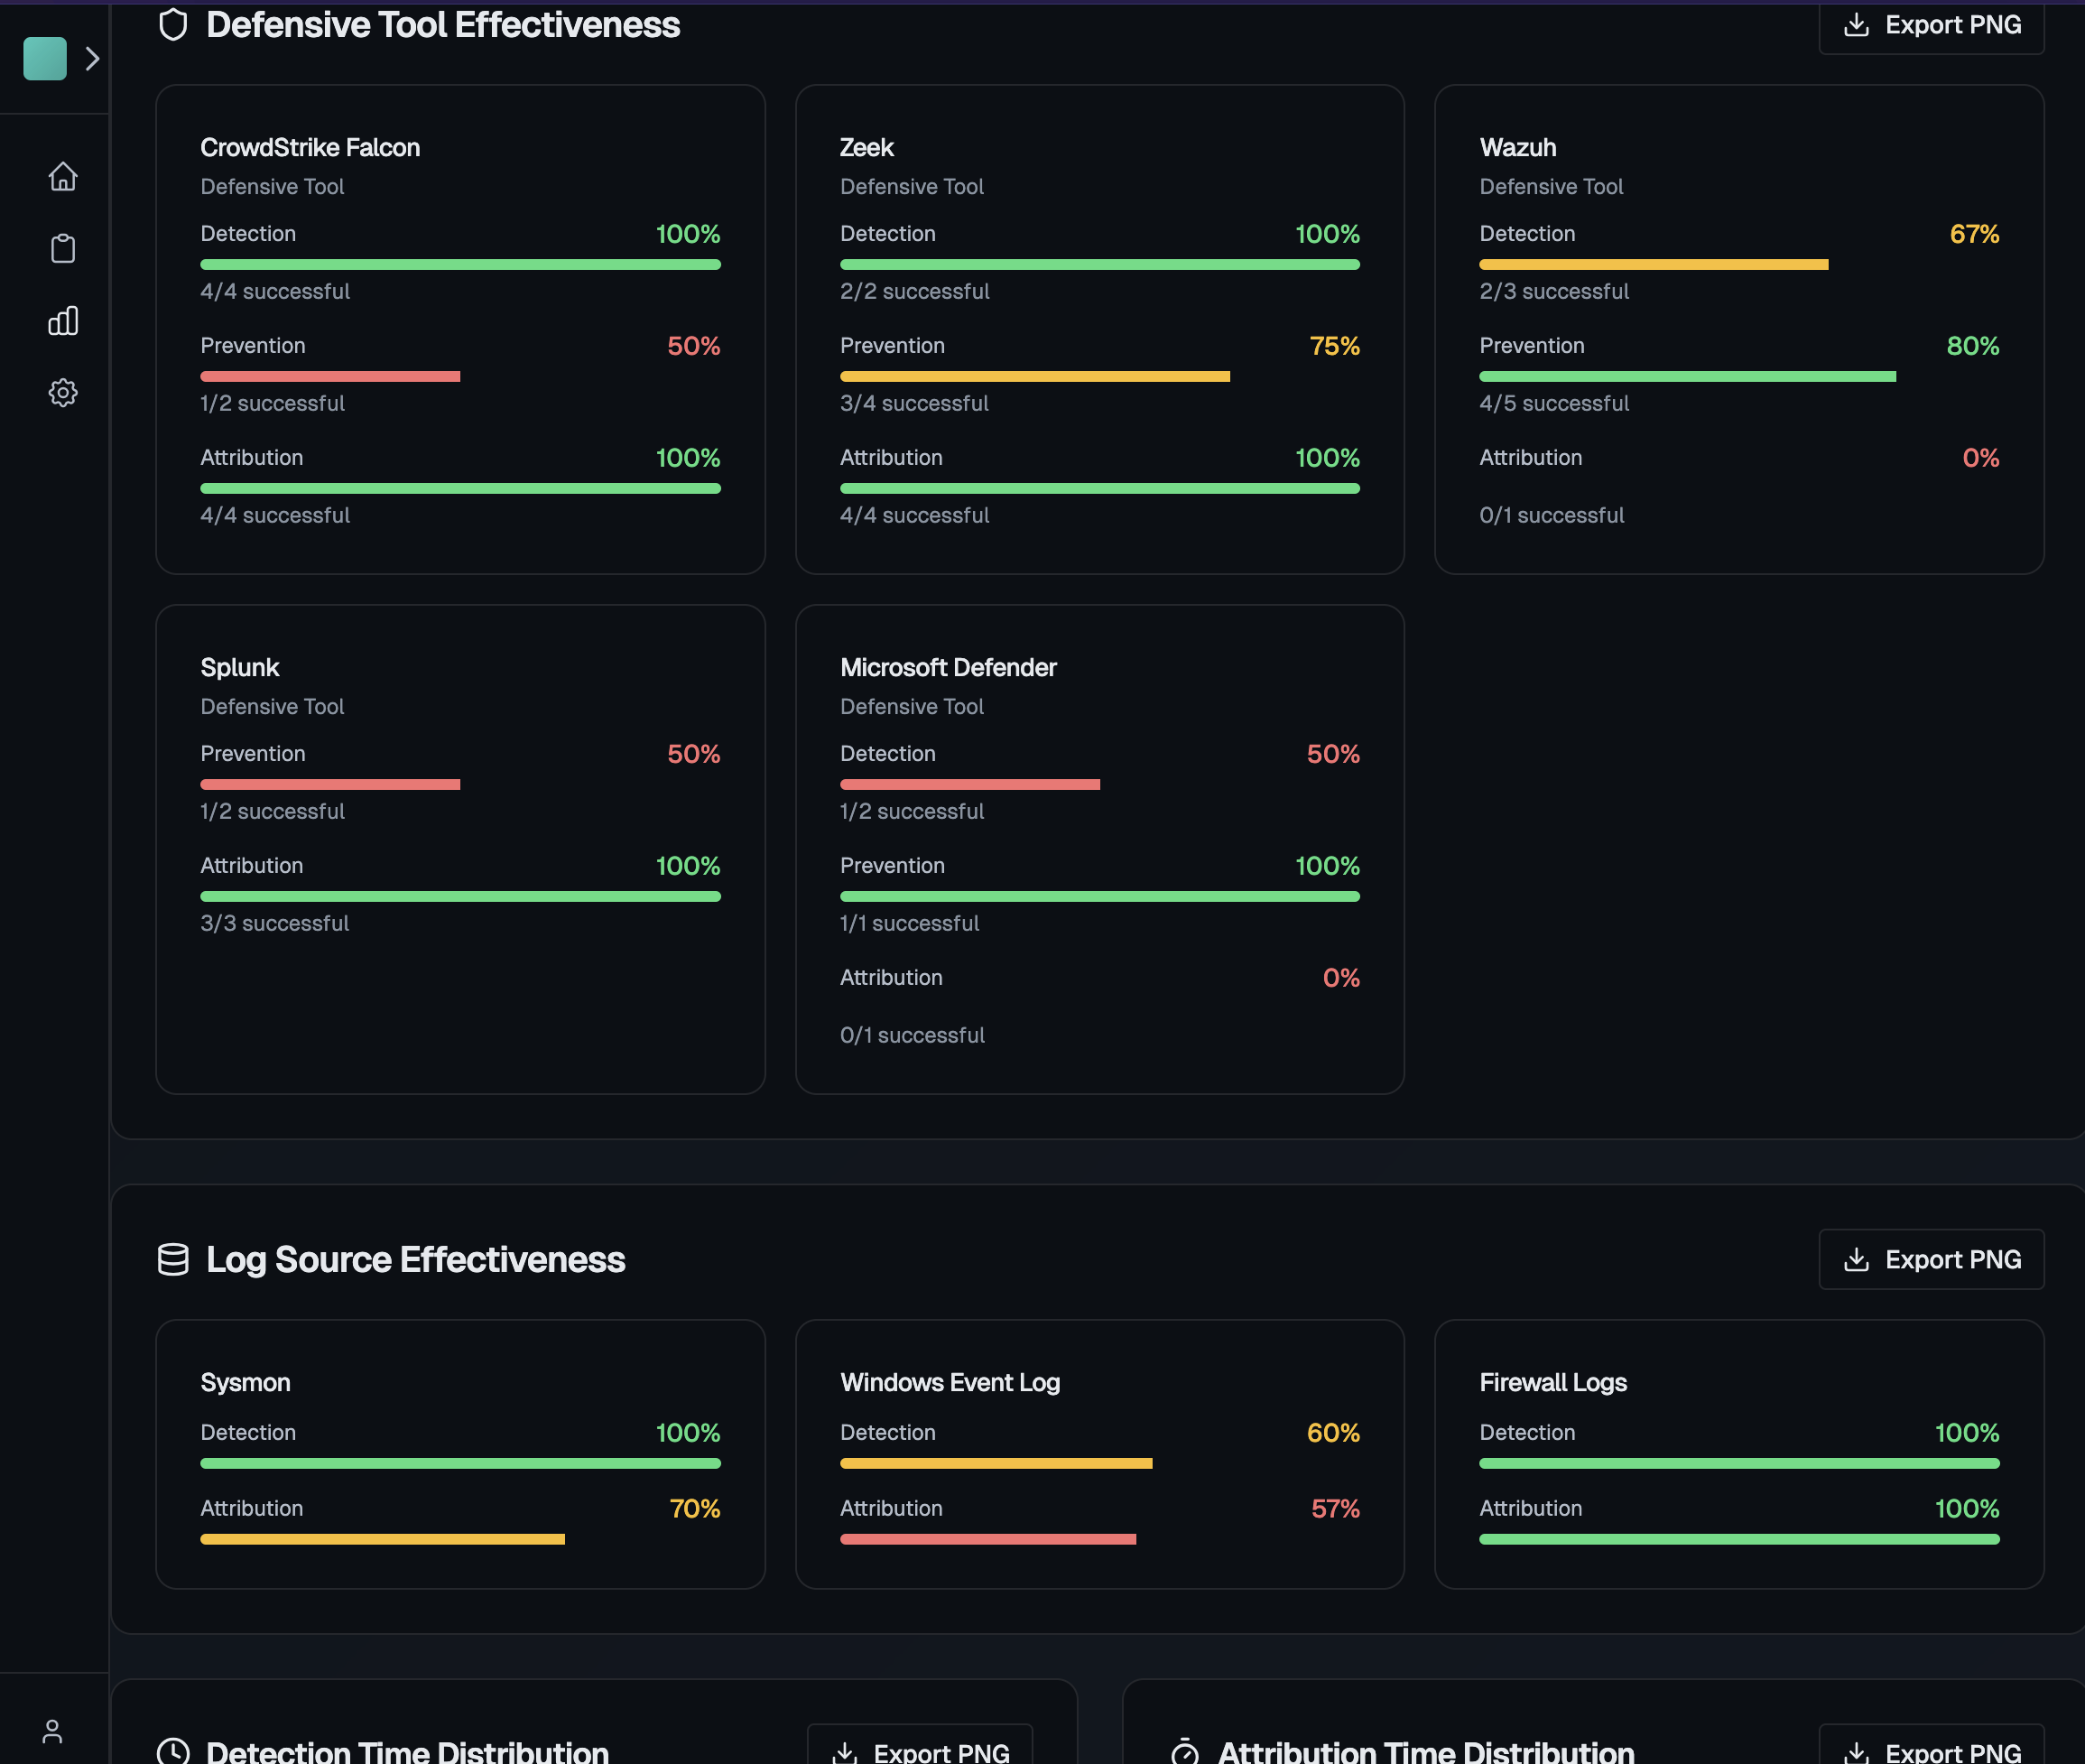 Defensive Tool Effectiveness
Export PNG
CrowdStrike Falcon
Defensive Tool
Detection 100%
4/4 successful
Prevention 50%
1/2 successful
Attribution 100%
4/4 successful
Zeek
Defensive Tool
Detection 100%
2/2 successful
Prevention 75%
3/4 successful
Attribution 100%
4/4 successful
Wazuh
Defensive Tool
Detection 67%
2/3 successful
Prevention 80%
4/5 successful
Attribution 0%
0/1 successful
Splunk
Defensive Tool
Prevention 50%
1/2 successful
Attribution 100%
3/3 successful
Microsoft Defender
Defensive Tool
Detection 50%
1/2 successful
Prevention 100%
1/1 successful
Attribution 0%
0/1 successful
Log Source Effectiveness
Export PNG
Sysmon
Detection 100%
Attribution 70%
Windows Event Log
Detection 60%
Attribution 57%
Firewall Logs
Detection 100%
Attribution 100%
Detection Time Distribution
Export PNG
Attribution Time Distribution
Export PNG